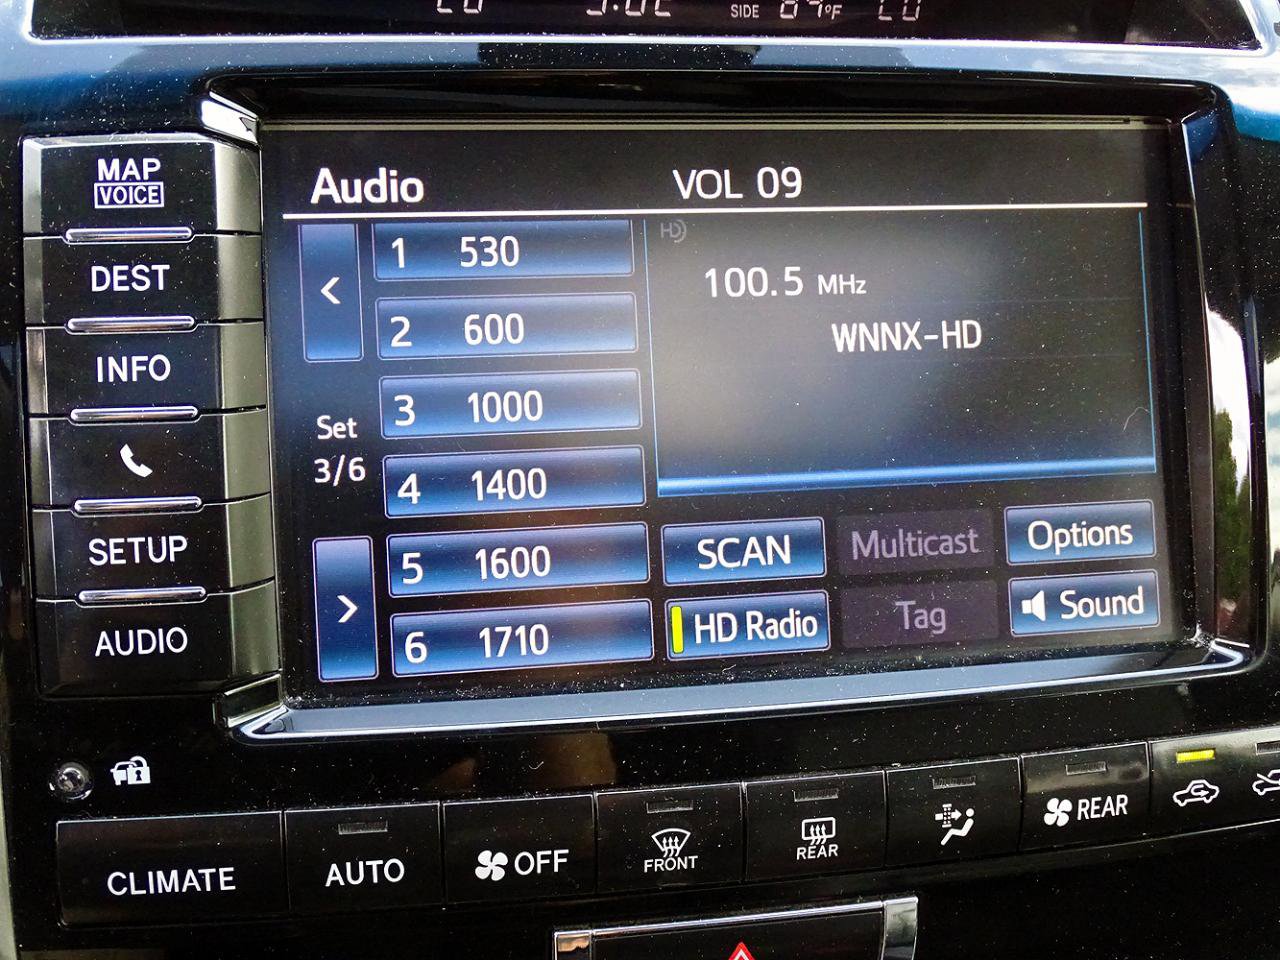 SIDE
°F
MAP
VOICE
DEST
INFO
SETUP
AUDIO
Audio
VOL 09
<
Set
3/6
>
1 530
2 600
3 1000
4 1400
5 1600
6 1710
HD
100.5 MHz
WNNX-HD
SCAN
Multicast
Options
HD Radio
Tag
Sound
CLIMATE
AUTO
OFF
FRONT
REAR
REAR